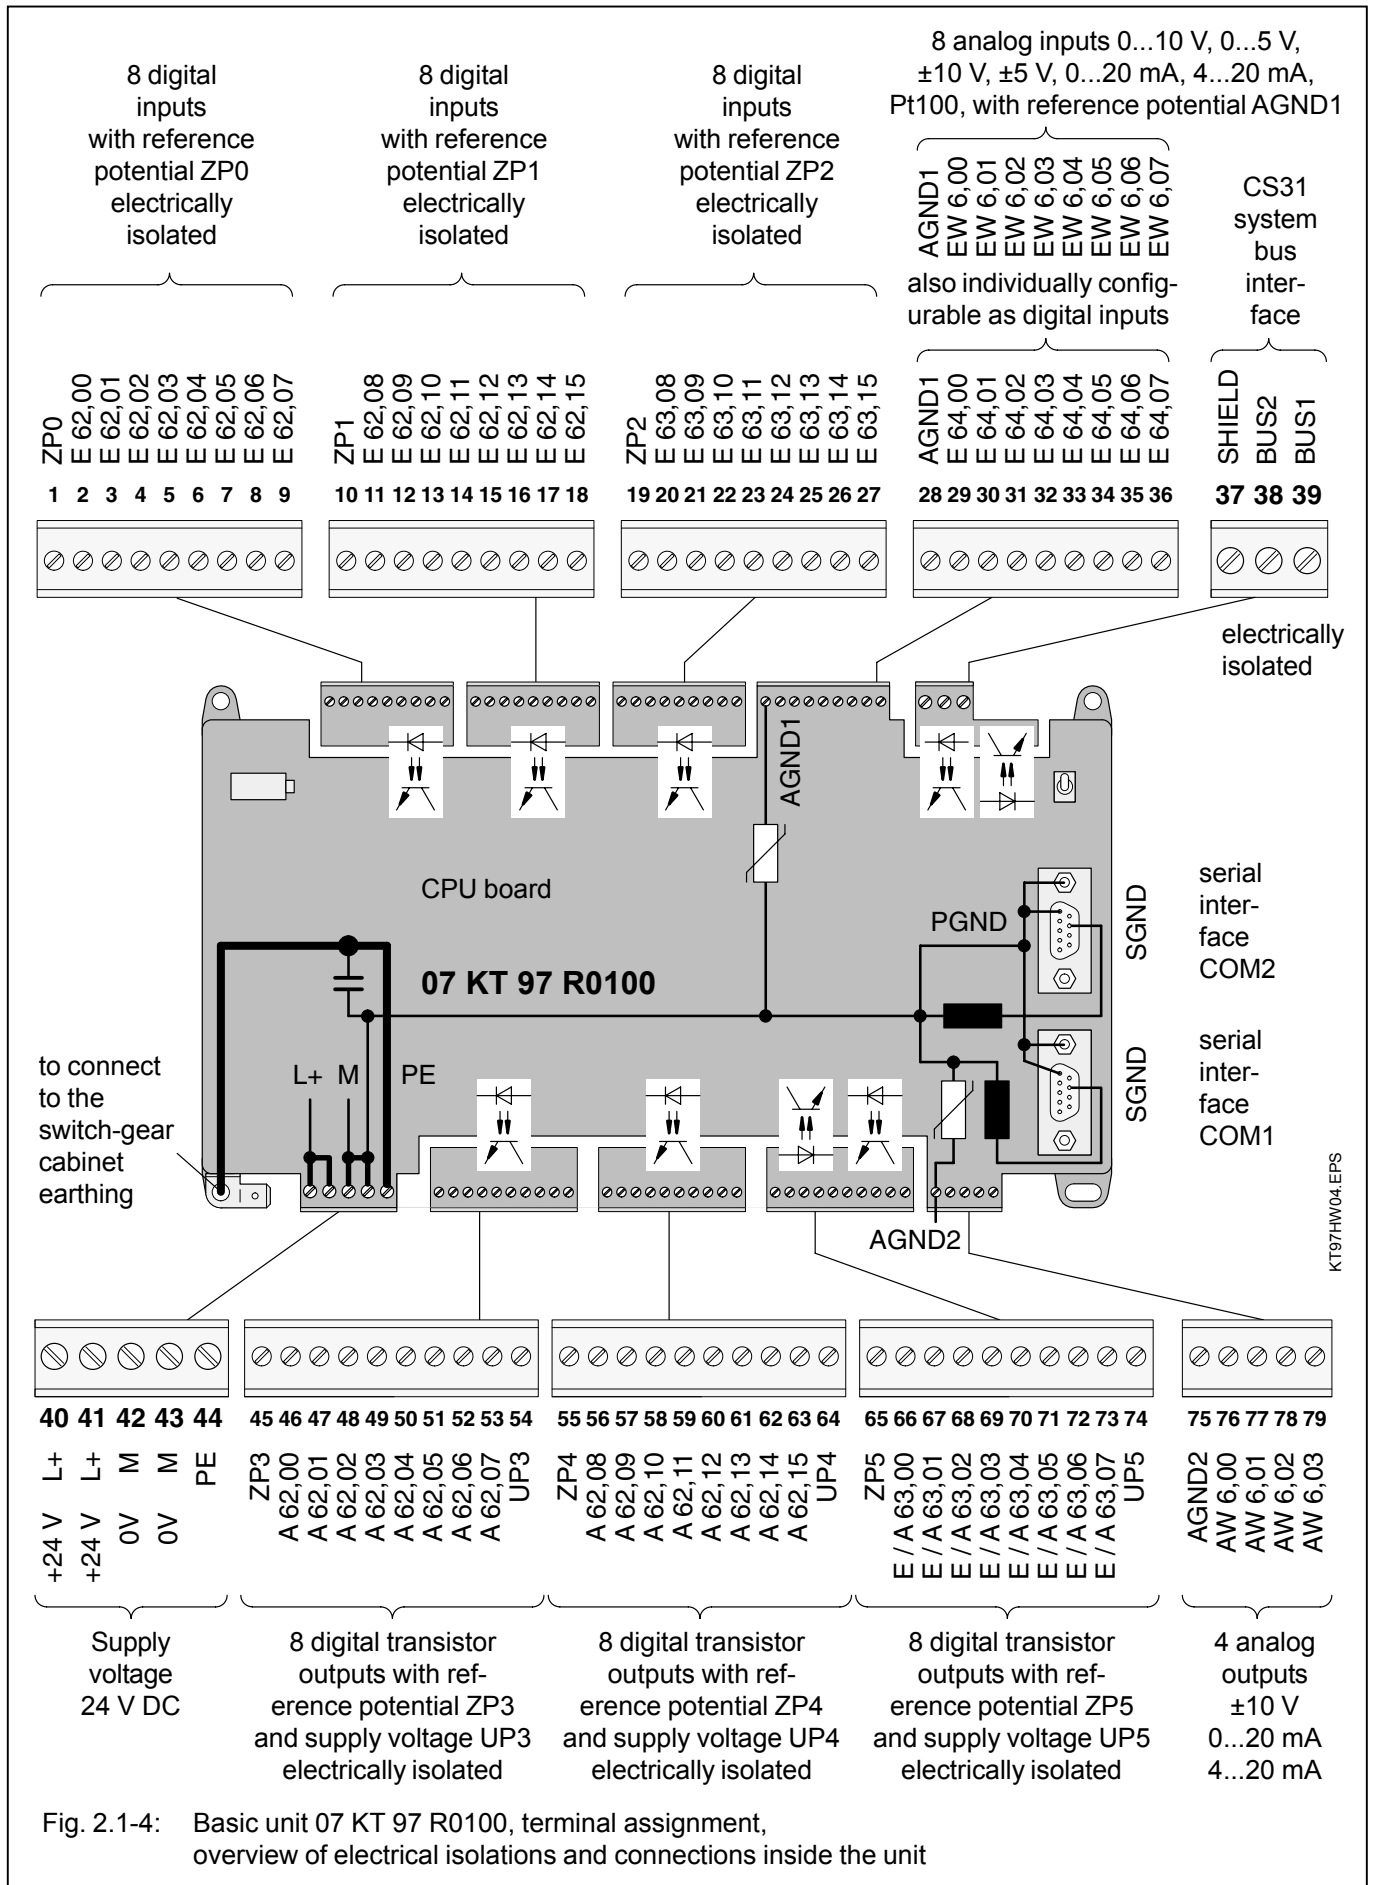 8 digital
inputs
with reference
potential ZP0
electrically
isolated
8 digital
inputs
with reference
potential ZP1
electrically
isolated
8 digital
inputs
with reference
potential ZP2
electrically
isolated
8 analog inputs 0...10 V, 0...5 V,
±10 V, ±5 V, 0...20 mA, 4...20 mA,
Pt100, with reference potential AGND1
AGND1
EW 6,00
EW 6,01
EW 6,02
EW 6,03
EW 6,04
EW 6,05
EW 6,06
EW 6,07
also individually config-
urable as digital inputs
CS31
system
bus
inter-
face
ZP0
E 62,00
E 62,01
E 62,02
E 62,03
E 62,04
E 62,05
E 62,06
E 62,07
ZP1
E 62,08
E 62,09
E 62,10
E 62,11
E 62,12
E 62,13
E 62,14
E 62,15
ZP2
E 63,08
E 63,09
E 63,10
E 63,11
E 63,12
E 63,13
E 63,14
E 63,15
AGND1
E 64,00
E 64,01
E 64,02
E 64,03
E 64,04
E 64,05
E 64,06
E 64,07
SHIELD
BUS2
BUS1
1 2 3 4 5 6 7 8 9
10 11 12 13 14 15 16 17 18
19 20 21 22 23 24 25 26 27
28 29 30 31 32 33 34 35 36
37 38 39
electrically
isolated
AGND1
CPU board
07 KT 97 R0100
PGND
SGND
serial
inter-
face
COM2
SGND
serial
inter-
face
COM1
to connect
to the
switch-gear
cabinet
earthing
L+ M PE
AGND2
KT97HW04.EPS
40 41 42 43 44
45 46 47 48 49 50 51 52 53 54
55 56 57 58 59 60 61 62 63 64
65 66 67 68 69 70 71 72 73 74
75 76 77 78 79
+24 V L+
+24 V L+
0V M
0V M
PE
ZP3
A 62,00
A 62,01
A 62,02
A 62,03
A 62,04
A 62,05
A 62,06
A 62,07
UP3
ZP4
A 62,08
A 62,09
A 62,10
A 62,11
A 62,12
A 62,13
A 62,14
A 62,15
UP4
ZP5
E / A 63,00
E / A 63,01
E / A 63,02
E / A 63,03
E / A 63,04
E / A 63,05
E / A 63,06
E / A 63,07
UP5
AGND2
AW 6,00
AW 6,01
AW 6,02
AW 6,03
Supply
voltage
24 V DC
8 digital transistor
outputs with ref-
erence potential ZP3
and supply voltage UP3
electrically isolated
8 digital transistor
outputs with ref-
erence potential ZP4
and supply voltage UP4
electrically isolated
8 digital transistor
outputs with ref-
erence potential ZP5
and supply voltage UP5
electrically isolated
4 analog
outputs
±10 V
0...20 mA
4...20 mA
Fig. 2.1-4: Basic unit 07 KT 97 R0100, terminal assignment,
overview of electrical isolations and connections inside the unit